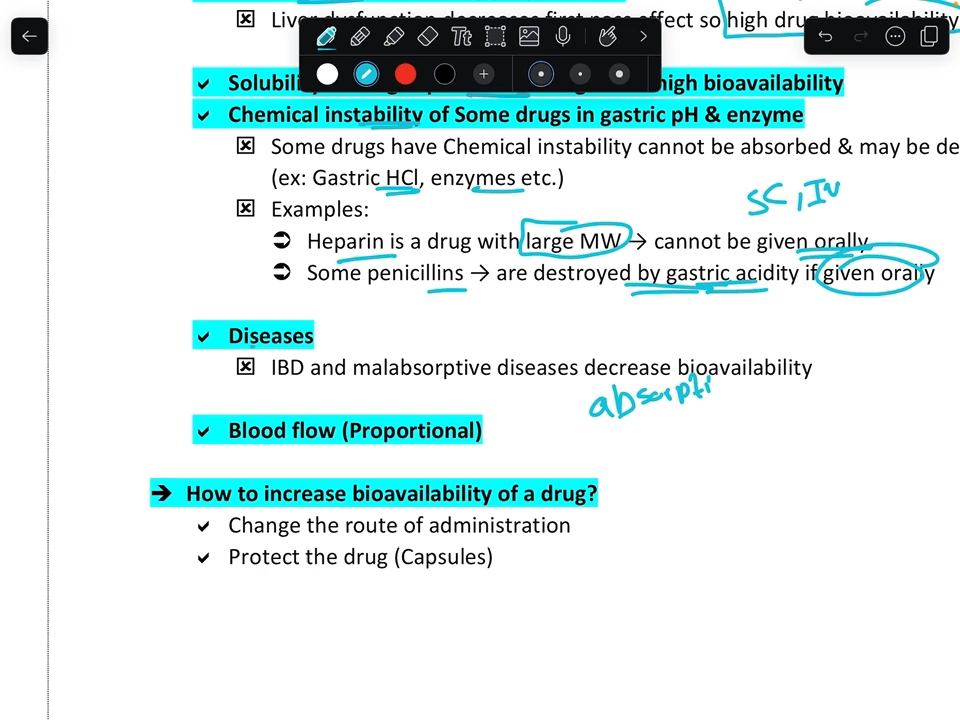 ☒ Liver dysfunction decreases first pass effect so high drug bioavailability
Tt
✓ Solubili high bioavailability
✓ Chemical instability of Some drugs in gastric pH & enzyme
☒ Some drugs have Chemical instability cannot be absorbed & may be de
(ex: Gastric HCl, enzymes etc.)
SC, IV
☒ Examples:
➲ Heparin is a drug with large MW → cannot be given orally
➲ Some penicillins → are destroyed by gastric acidity if given orally
✓ Diseases
☒ IBD and malabsorptive diseases decrease bioavailability
absorpti
✓ Blood flow (Proportional)
➔ How to increase bioavailability of a drug?
✓ Change the route of administration
✓ Protect the drug (Capsules)